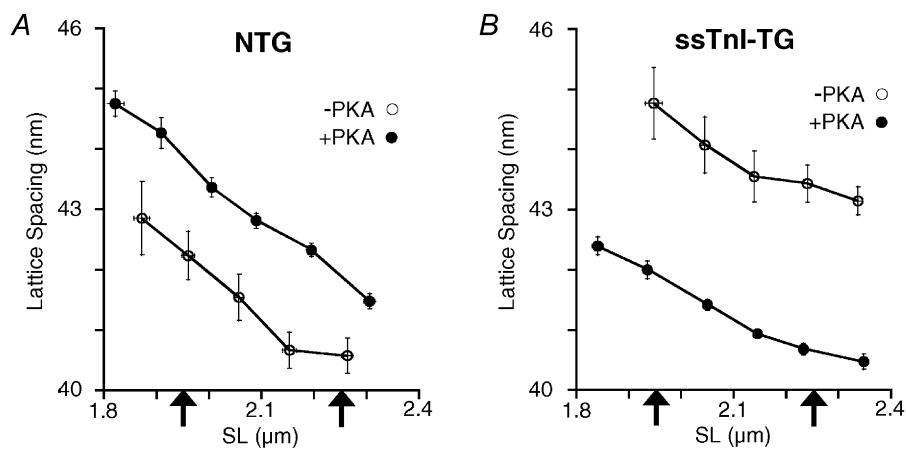 A
NTG
46
43
40
Lattice Spacing (nm)
-PKA
+PKA
1.8
2.1
2.4
SL (µm)
B
ssTnI-TG
46
43
40
Lattice Spacing (nm)
-PKA
+PKA
1.8
2.1
2.4
SL (µm)